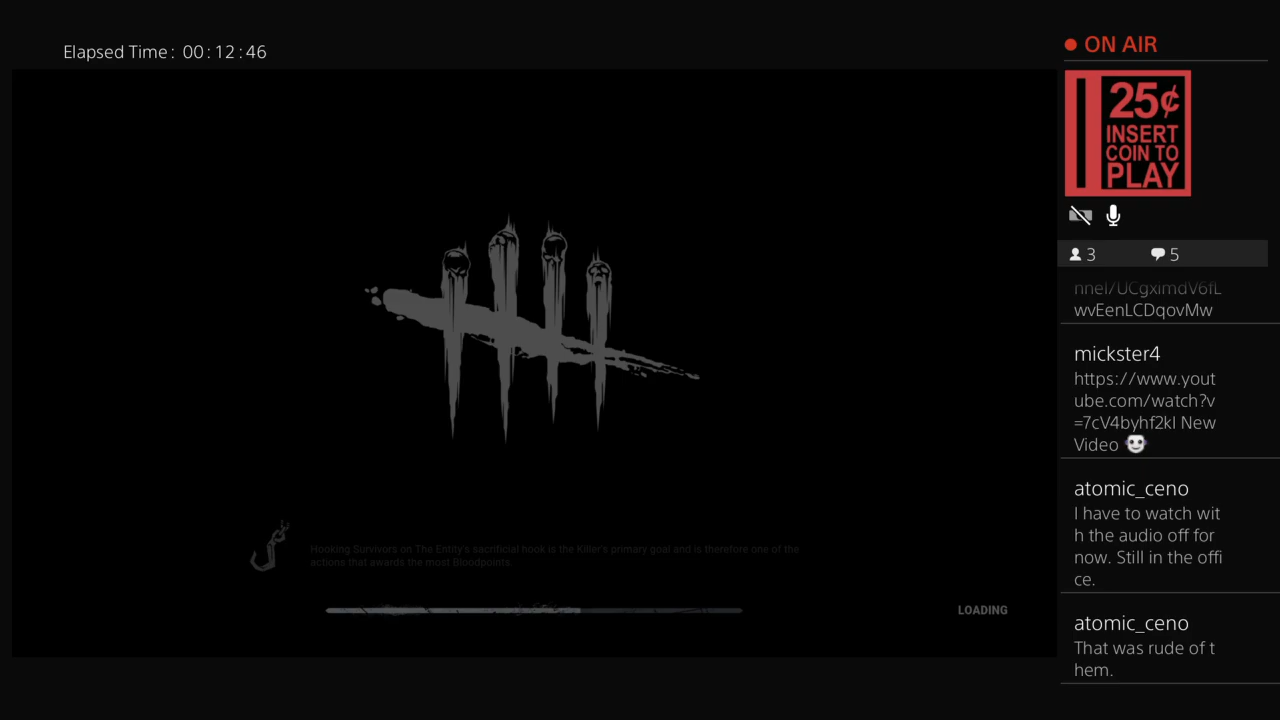 Elapsed Time: 00:12:46
ON AIR
25¢
INSERT
COIN TO
PLAY
3
5
nnel/UCgximdV6fL
wvEenLCDqovMw
mickster4
https://www.yout
ube.com/watch?v
=7cV4byhf2kI New
Video
atomic_ceno
I have to watch wit
h the audio off for
now. Still in the offi
ce.
atomic_ceno
That was rude of t
hem.
Hooking Survivors on The Entity's sacrificial hook is the Killer's primary goal and is therefore one of the
actions that awards the most Bloodpoints.
LOADING